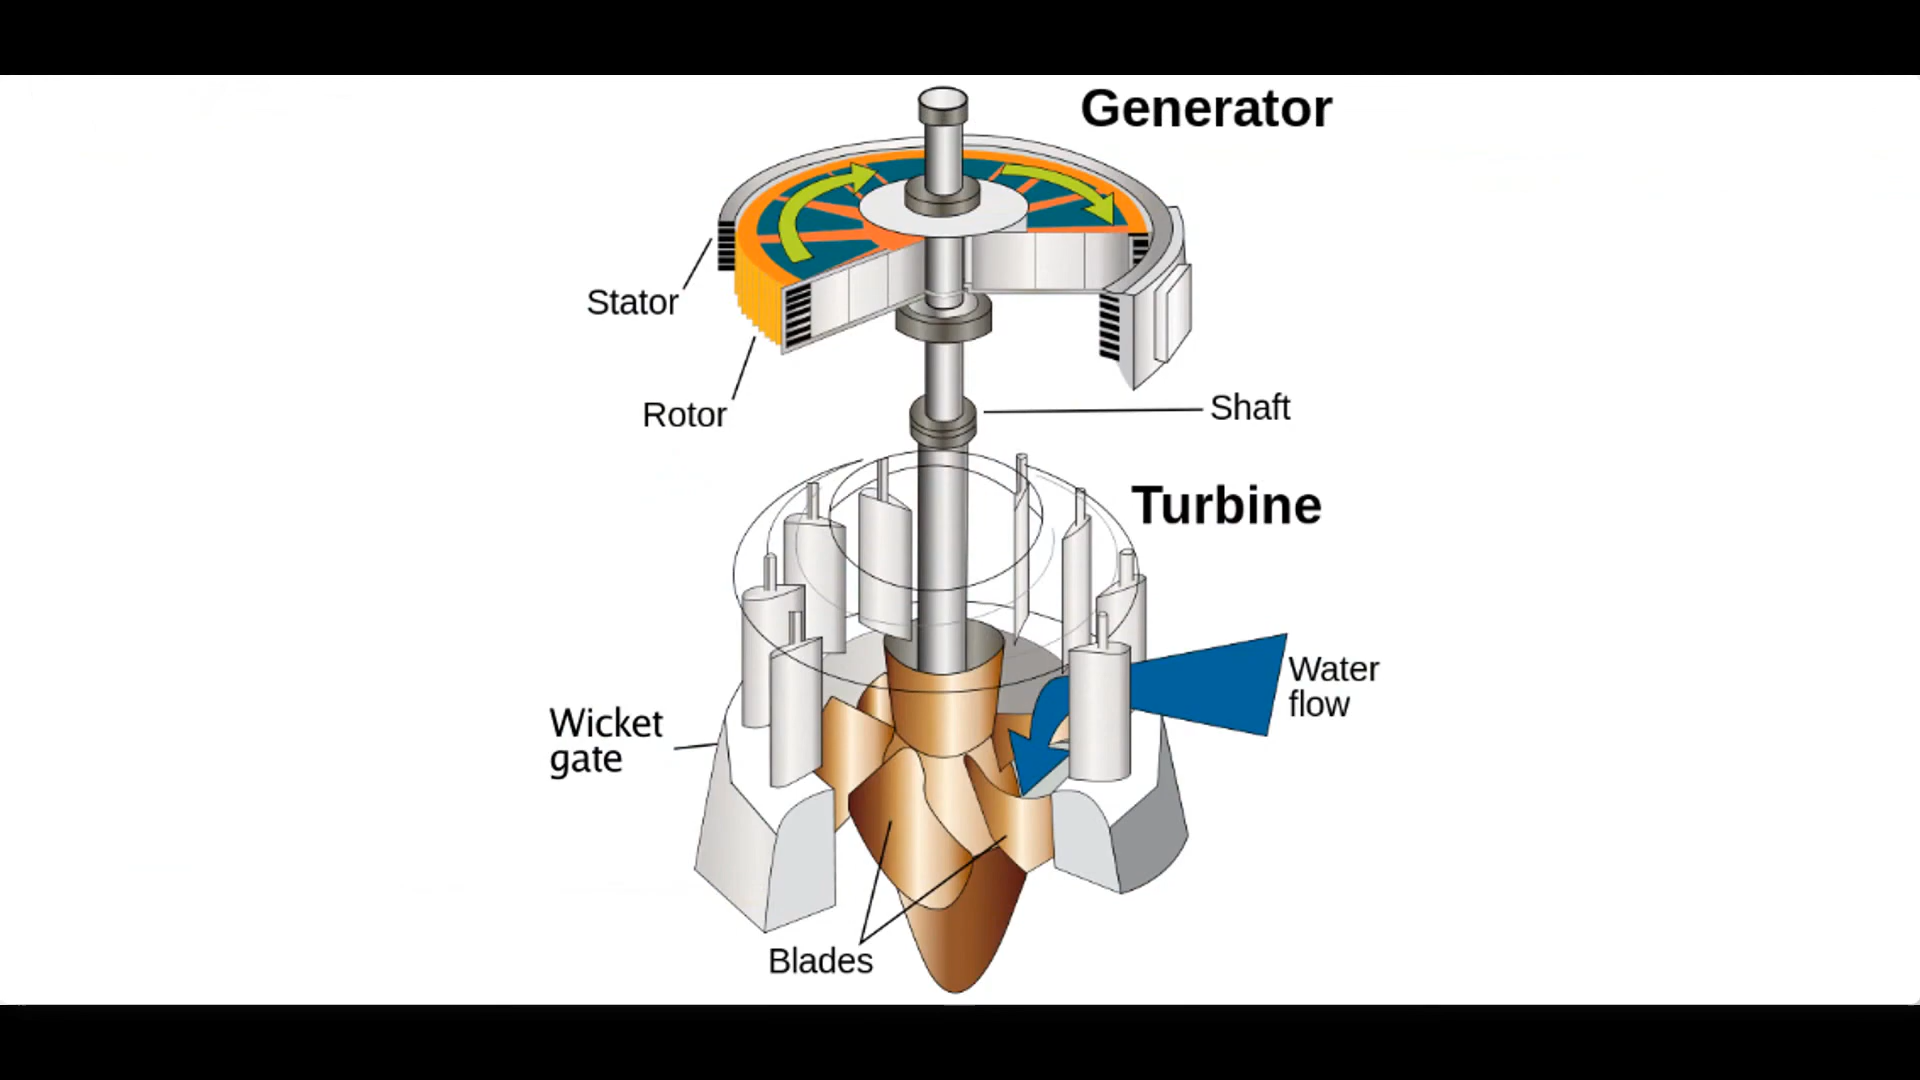 Generator
Stator
Rotor
Shaft
Turbine
Water
flow
Wicket
gate
Blades